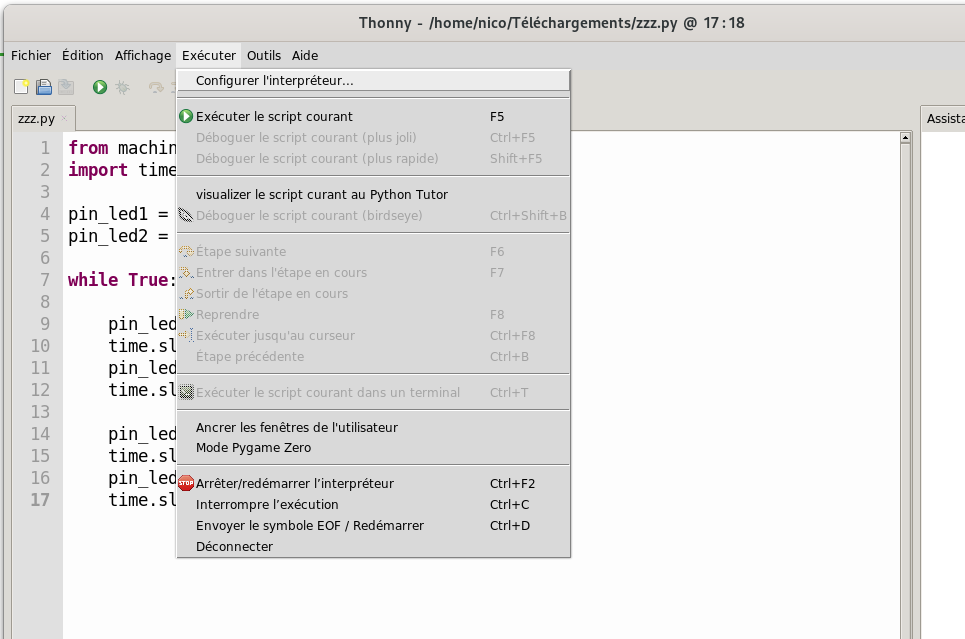 Thonny - /home/nico/Téléchargements/zzz.py @ 17:18
Fichier Édition Affichage Exécuter Outils Aide
Configurer l'interpréteur...
zzz.py
Assista
Exécuter le script courant F5
Déboguer le script courant (plus joli) Ctrl+F5
Déboguer le script courant (plus rapide) Shift+F5
visualizer le script curant au Python Tutor
Déboguer le script courant (birdseye) Ctrl+Shift+B
Étape suivante F6
Entrer dans l'étape en cours F7
Sortir de l'étape en cours
Reprendre F8
Exécuter jusqu'au curseur Ctrl+F8
Étape précédente Ctrl+B
Exécuter le script courant dans un terminal Ctrl+T
Ancrer les fenêtres de l'utilisateur
Mode Pygame Zero
STOP Arrêter/redémarrer l’interpréteur Ctrl+F2
Interrompre l’exécution Ctrl+C
Envoyer le symbole EOF / Redémarrer Ctrl+D
Déconnecter
1 from machin
2 import time
3
4 pin_led1 =
5 pin_led2 =
6
7 while True:
8
9 pin_led
10 time.sl
11 pin_led
12 time.sl
13
14 pin_led
15 time.sl
16 pin_led
17 time.sl